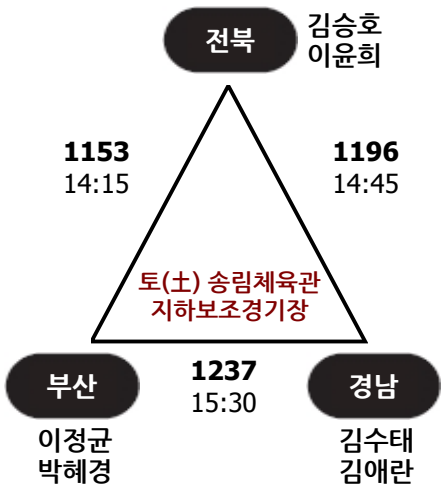 전북
김승호
이윤희
1153
14:15
1196
14:45
토(土) 송림체육관
지하보조경기장
부산
1237
15:30
경남
이정균
박혜경
김수태
김애란